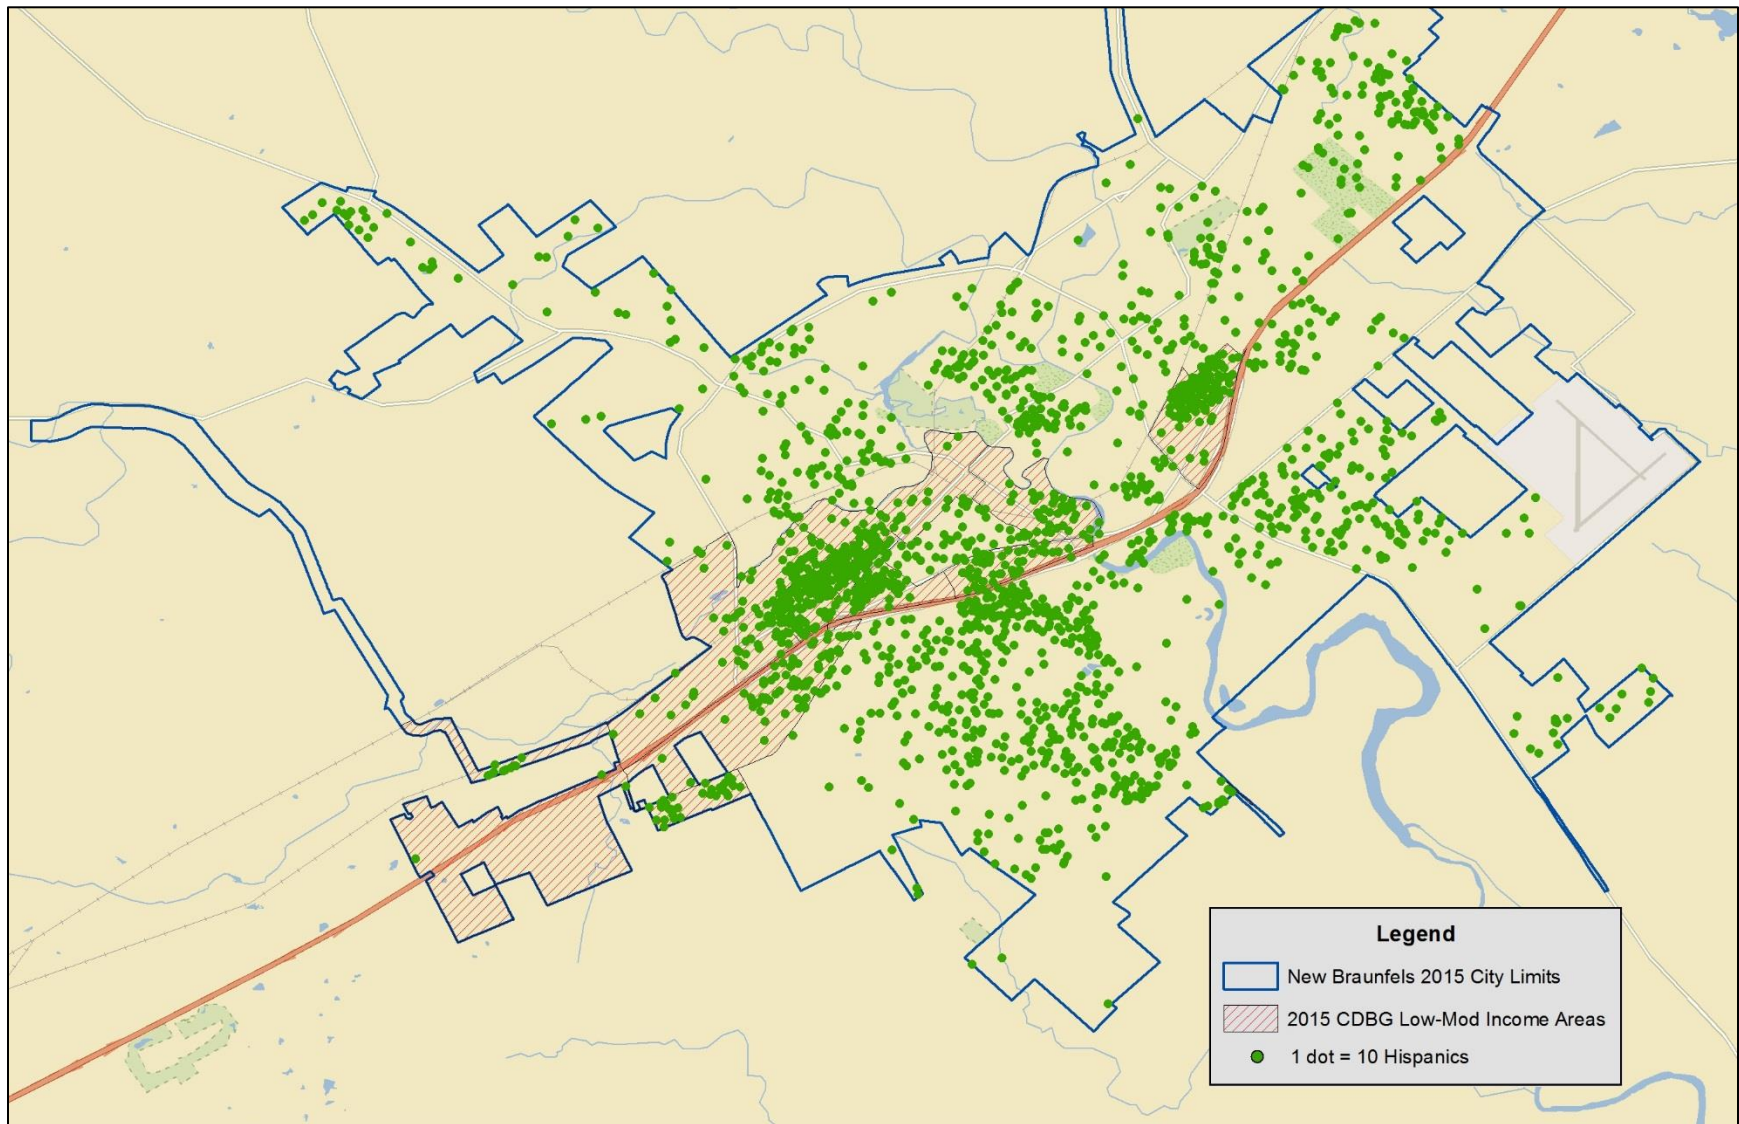 Legend
New Braunfels 2015 City Limits
2015 CDBG Low-Mod Income Areas
1 dot = 10 Hispanics